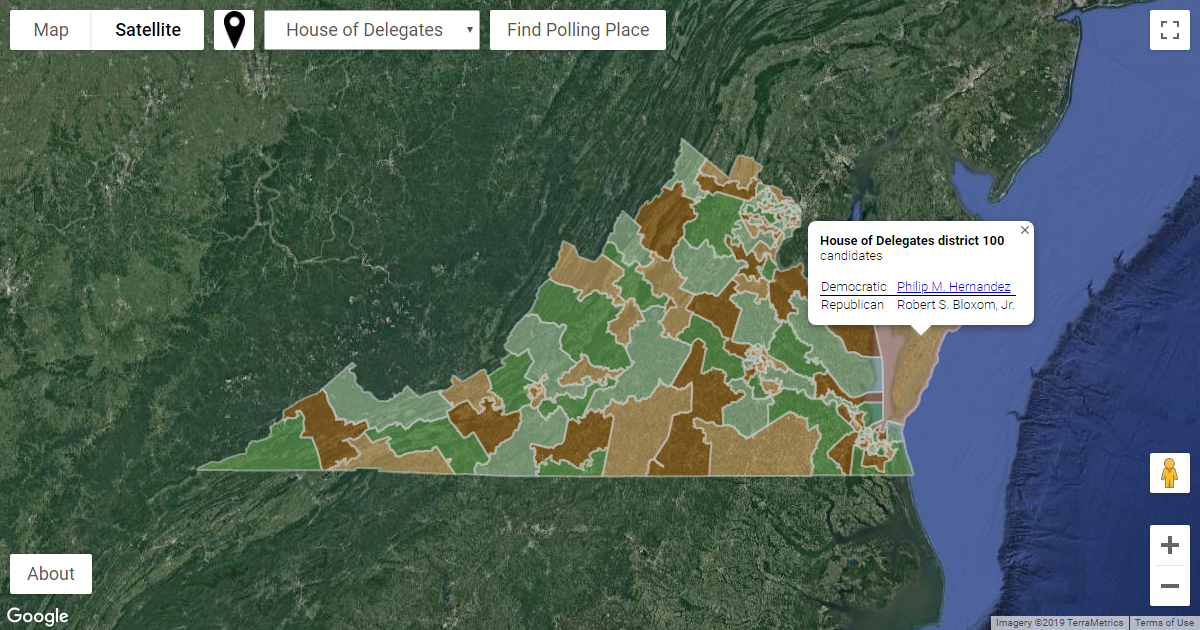 Map
Satellite
House of Delegates
Find Polling Place
House of Delegates district 100
candidates
Democratic Philip M. Hernandez
Republican Robert S. Bloxom, Jr.
About
Google
Imagery ©2019 TerraMetrics
Terms of Use